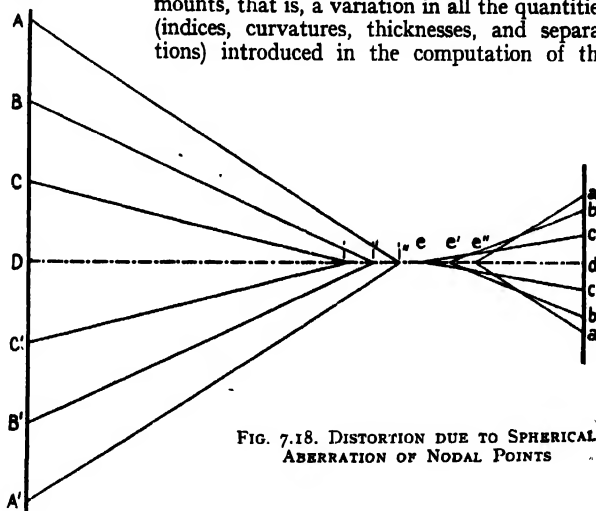 mounts, that is, a variation in all the quantitie
(indices, curvatures, thicknesses, and separa
tions) introduced in the computation of th
A
B
C
D
C'
B'
A'
i i' i" e e' e"
a
b
c
d
c
b
a
FIG. 7.18. DISTORTION DUE TO SPHERICAL
ABERRATION OF NODAL POINTS